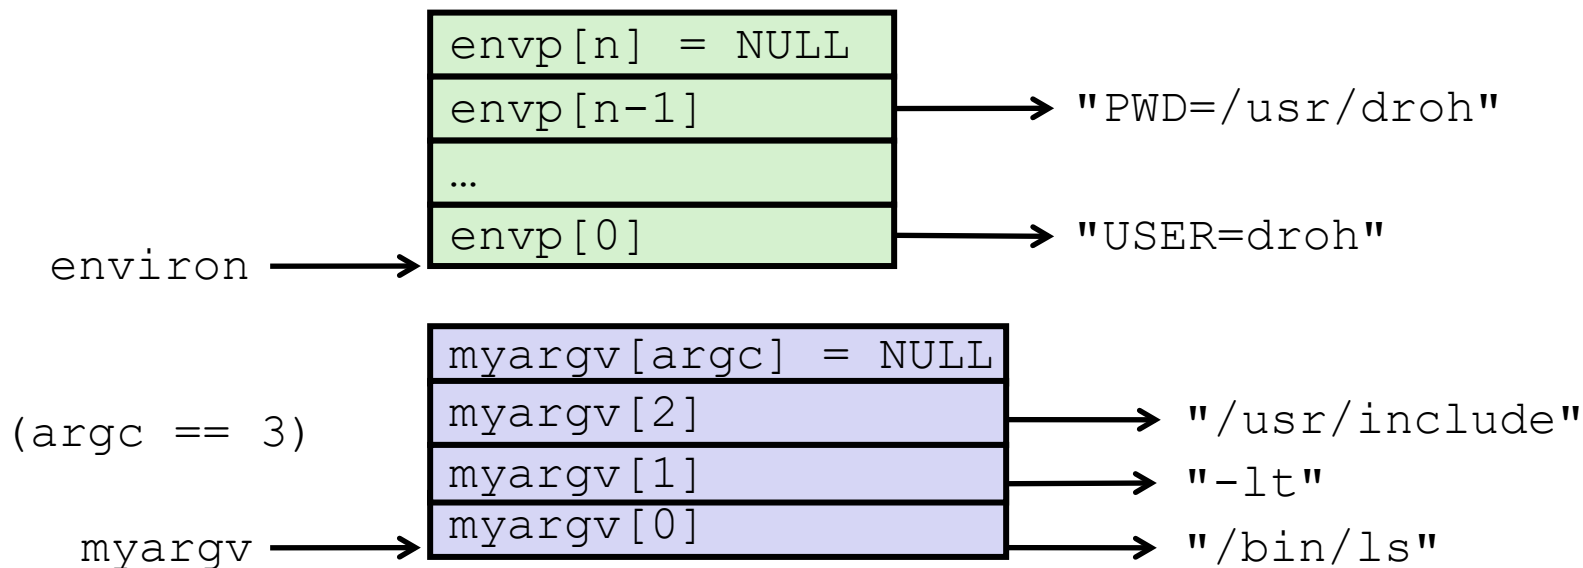 envp[n] = NULL
envp[n-1]
"PWD=/usr/droh"
…
envp[0]
"USER=droh"
environ
myargv[argc] = NULL
(argc == 3)
myargv[2]
"/usr/include"
myargv[1]
"-lt"
myargv[0]
myargv
"/bin/ls"